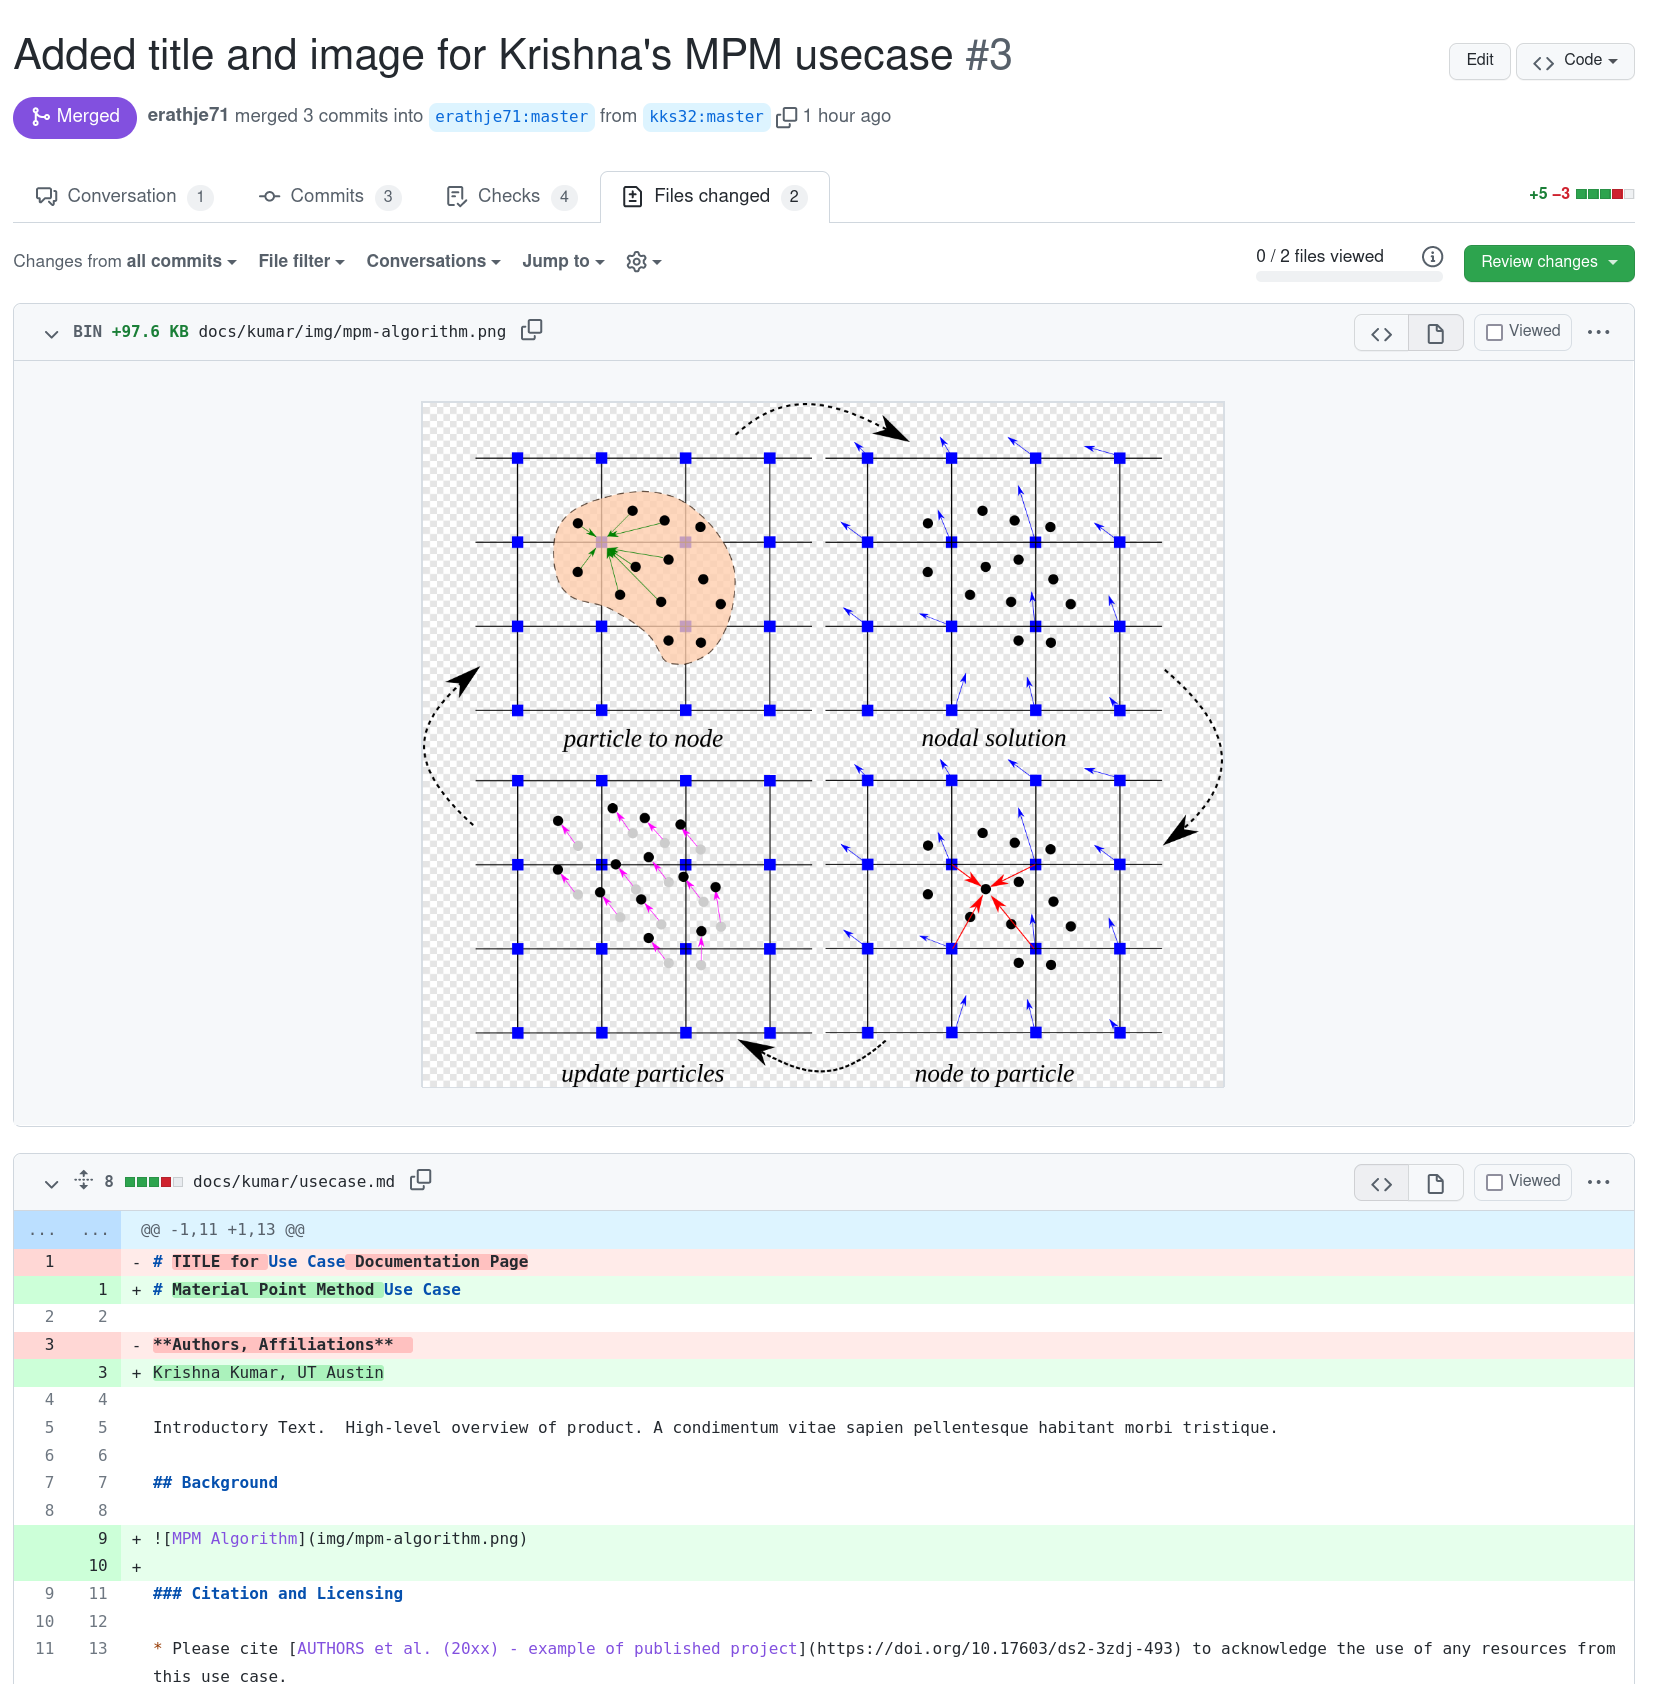 Added title and image for Krishna's MPM usecase #3
Edit
Code
Merged
erathje71 merged 3 commits into erathje71:master from kks32:master 1 hour ago
Conversation 1
Commits 3
Checks 4
Files changed 2
+5 −3
Changes from all commits
File filter
Conversations
Jump to
0 / 2 files viewed
Review changes
BIN +97.6 KB docs/kumar/img/mpm-algorithm.png
Viewed
particle to node
nodal solution
update particles
node to particle
8 docs/kumar/usecase.md
Viewed
... ... @@ -1,11 +1,13 @@
1 - # TITLE for Use Case Documentation Page
1 + # Material Point Method Use Case
2 2
3 - **Authors, Affiliations**
3 + Krishna Kumar, UT Austin
4 4
5 5 Introductory Text.  High-level overview of product. A condimentum vitae sapien pellentesque habitant morbi tristique.
6 6
7 7 ## Background
8 8
9 + ![MPM Algorithm](img/mpm-algorithm.png)
10 +
9 11 ### Citation and Licensing
10 12
11 13 * Please cite [AUTHORS et al. (20xx) - example of published project](https://doi.org/10.17603/ds2-3zdj-493) to acknowledge the use of any resources from
this use case.